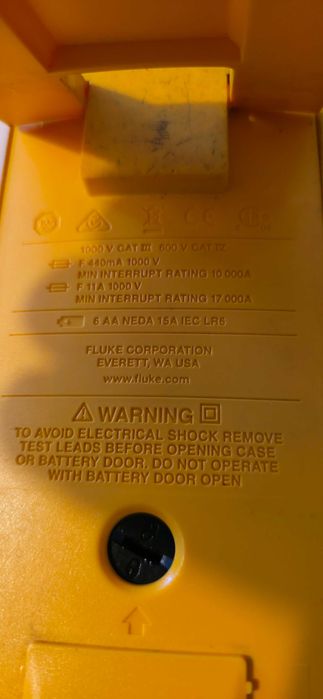 1000 V CAT III 600 V CAT IV
F 440mA 1000 V
MIN INTERRUPT RATING 10 000A
F 11A 1000 V
MIN INTERRUPT RATING 17 000A
6 AA NEDA 15A IEC LR6
FLUKE CORPORATION
EVERETT, WA USA
www.fluke.com
WARNING
TO AVOID ELECTRICAL SHOCK REMOVE
TEST LEADS BEFORE OPENING CASE
OR BATTERY DOOR. DO NOT OPERATE
WITH BATTERY DOOR OPEN